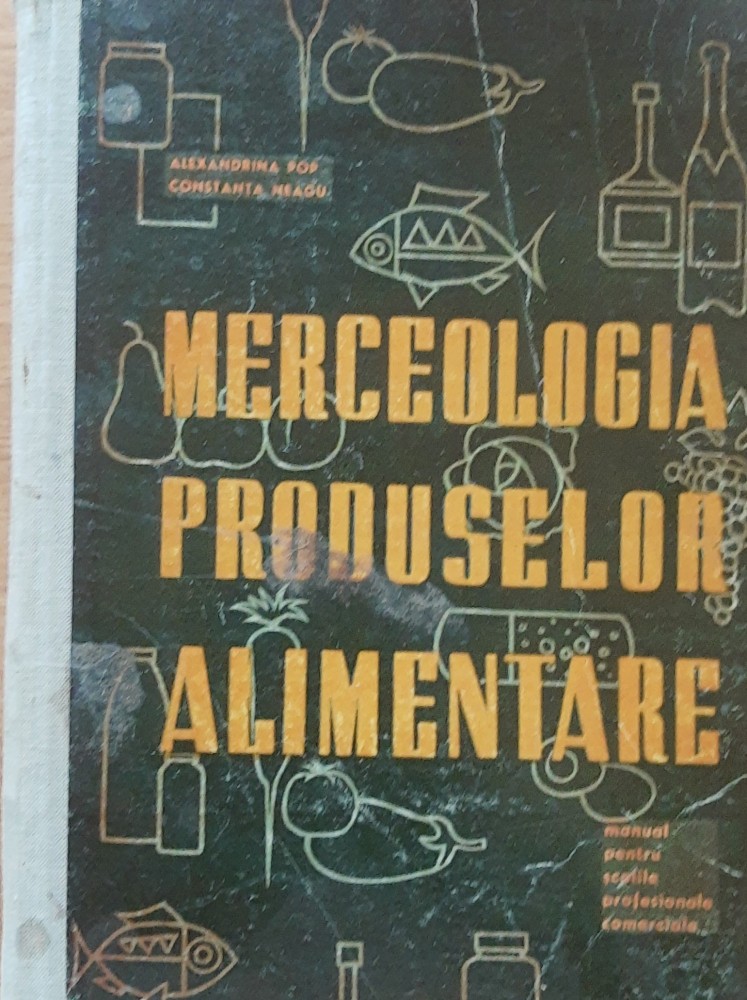 ALEXANDRINA POP
CONSTANȚA NEAGU
MERCEOLOGIA
PRODUSELOR
ALIMENTARE
manual
pentru
școlile
profesionale
comerciale